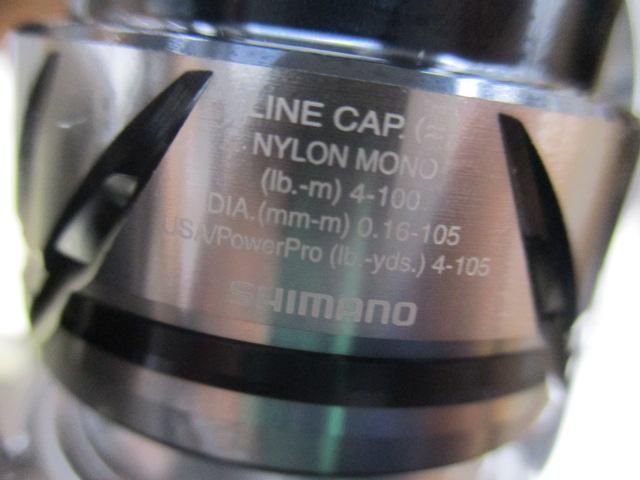 LINE CAP. (≈
NYLON MONO
(lb.-m) 4-100
DIA.(mm-m) 0.16-105
USA/PowerPro (lb.-yds.) 4-105
SHIMANO